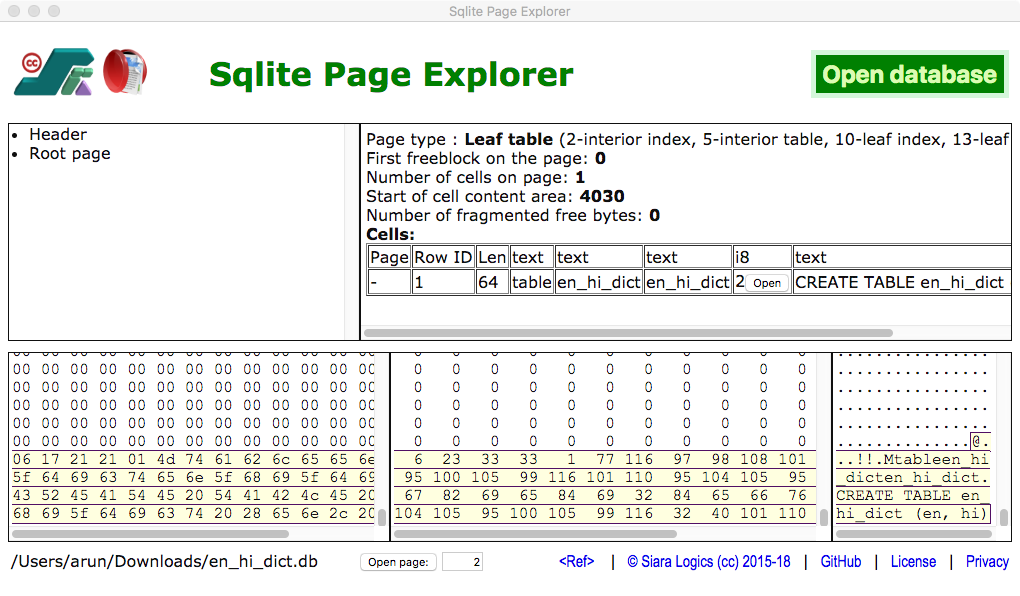 Sqlite Page Explorer
cc
Sqlite Page Explorer
Open database
Header
Root page
Page type : Leaf table (2-interior index, 5-interior table, 10-leaf index, 13-leaf
First freeblock on the page: 0
Number of cells on page: 1
Start of cell content area: 4030
Number of fragmented free bytes: 0
Cells:
Page Row ID Len text text text i8 text
- 1 64 table en_hi_dict en_hi_dict 2 Open CREATE TABLE en_hi_dict
00 00 00 00 00 00 00 00 00 00 00 00 00 0 0 0 0 0 0 0 0 0 0 0 ................
00 00 00 00 00 00 00 00 00 00 00 00 00 0 0 0 0 0 0 0 0 0 0 0 ................
00 00 00 00 00 00 00 00 00 00 00 00 00 0 0 0 0 0 0 0 0 0 0 0 ................
00 00 00 00 00 00 00 00 00 00 00 00 00 0 0 0 0 0 0 0 0 0 0 0 ................
00 00 00 00 00 00 00 00 00 00 00 00 00 0 0 0 0 0 0 0 0 0 0 0 ..............@.
06 17 21 21 01 4d 74 61 62 6c 65 65 6e 6 23 33 33 1 77 116 97 98 108 101 ..!!.Mtableen_hi
5f 64 69 63 74 65 6e 5f 68 69 5f 64 69 95 100 105 99 116 101 110 95 104 105 95 _dicten_hi_dict.
43 52 45 41 54 45 20 54 41 42 4c 45 20 67 82 69 65 84 69 32 84 65 66 76 CREATE TABLE en_
68 69 5f 64 69 63 74 20 28 65 6e 2c 20 104 105 95 100 105 99 116 32 40 101 110 hi_dict (en, hi)
/Users/arun/Downloads/en_hi_dict.db Open page: 2 <Ref> | © Siara Logics (cc) 2015-18 | GitHub | License | Privacy